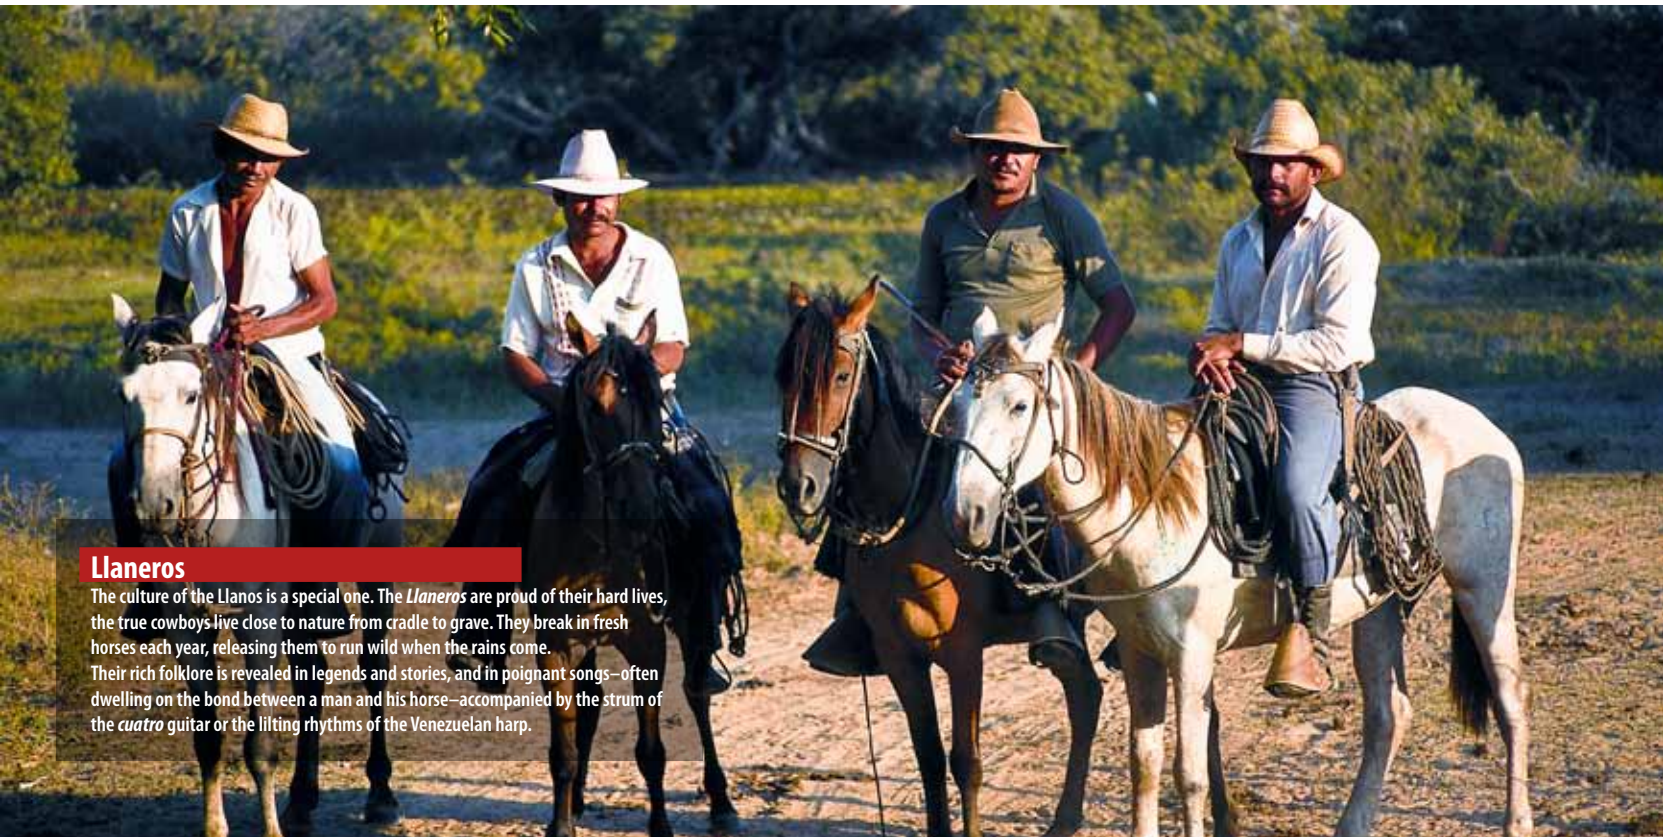 Llaneros
The culture of the Llanos is a special one. The Llaneros are proud of their hard lives,
the true cowboys live close to nature from cradle to grave. They break in fresh
horses each year, releasing them to run wild when the rains come.
Their rich folklore is revealed in legends and stories, and in poignant songs–often
dwelling on the bond between a man and his horse–accompanied by the strum of
the cuatro guitar or the lilting rhythms of the Venezuelan harp.